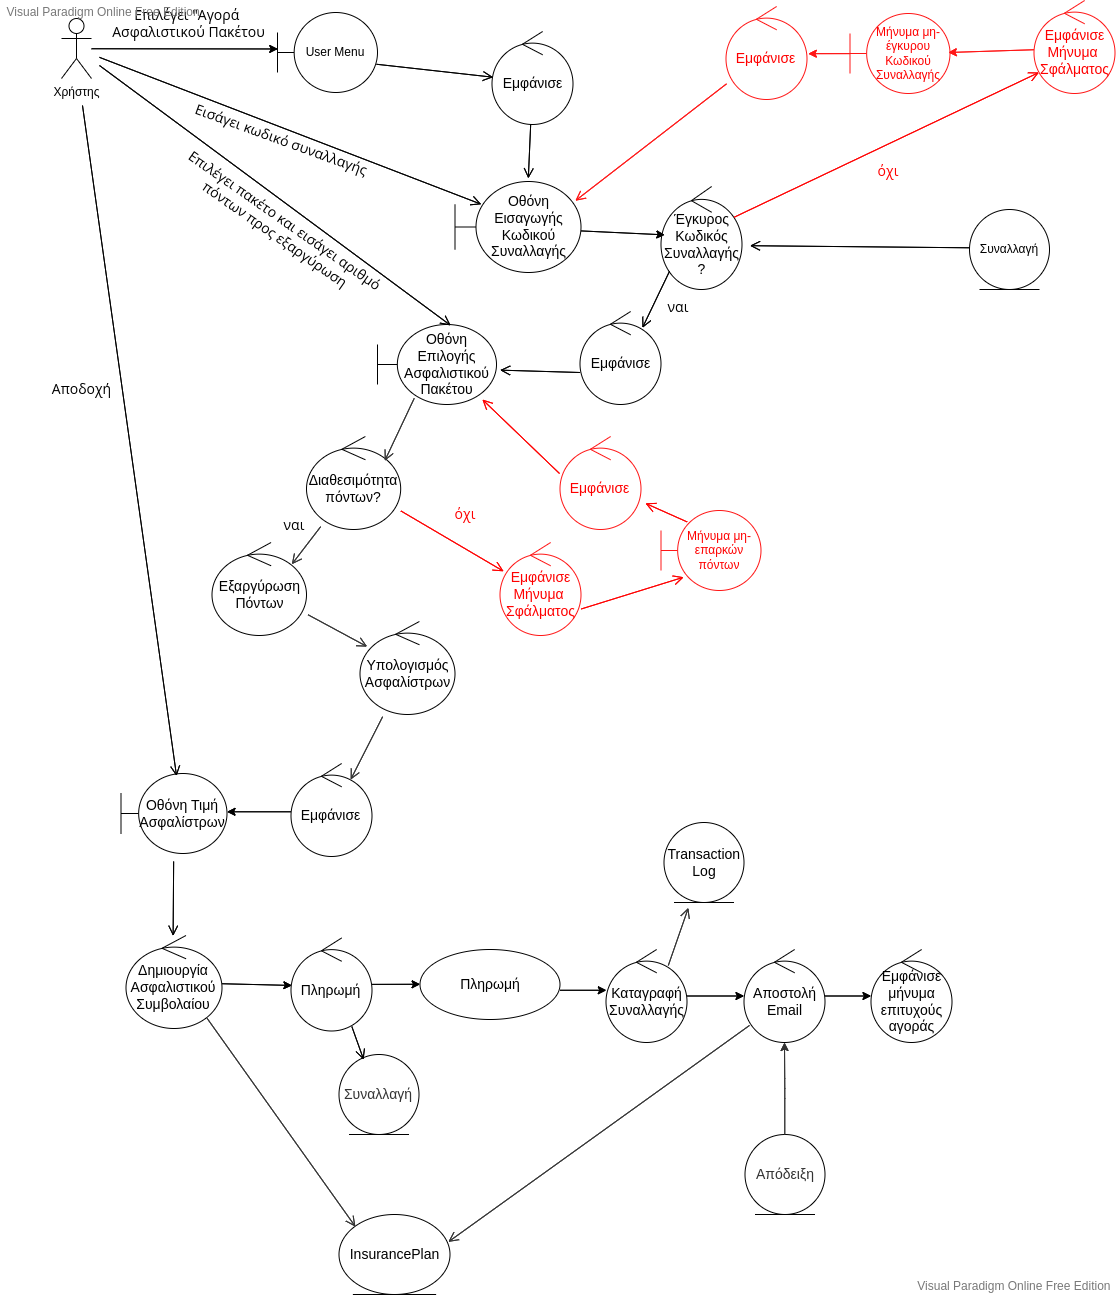 Visual Paradigm Online Free Edition
Επιλέγει "Αγορά
Ασφαλιστικού Πακέτου
Χρήστης
User Menu
Εμφάνισε
Εμφάνισε
Μήνυμα μη-
έγκυρου
Κωδικού
Συναλλαγής
Εμφάνισε
Μήνυμα
Σφάλματος
Εισάγει κωδικό συναλλαγής
Επιλέγει πακέτο και εισάγει αριθμό
πόντων προς εξαργύρωση
όχι
Οθόνη
Εισαγωγής
Κωδικού
Συναλλαγής
Έγκυρος
Κωδικός
Συναλλαγής
?
Συναλλαγή
ναι
Οθόνη
Επιλογής
Ασφαλιστικού
Πακέτου
Εμφάνισε
Αποδοχή
Διαθεσιμότητα
πόντων?
Εμφάνισε
όχι
ναι
Μήνυμα μη-
επαρκών
πόντων
Εξαργύρωση
Πόντων
Εμφάνισε
Μήνυμα
Σφάλματος
Υπολογισμός
Ασφαλίστρων
Οθόνη Τιμή
Ασφαλίστρων
Εμφάνισε
Transaction
Log
Δημιουργία
Ασφαλιστικού
Συμβολαίου
Πληρωμή
Πληρωμή
Καταγραφή
Συναλλαγής
Αποστολή
Email
Εμφάνισε
μήνυμα
επιτυχούς
αγοράς
Συναλλαγή
Απόδειξη
InsurancePlan
Visual Paradigm Online Free Edition